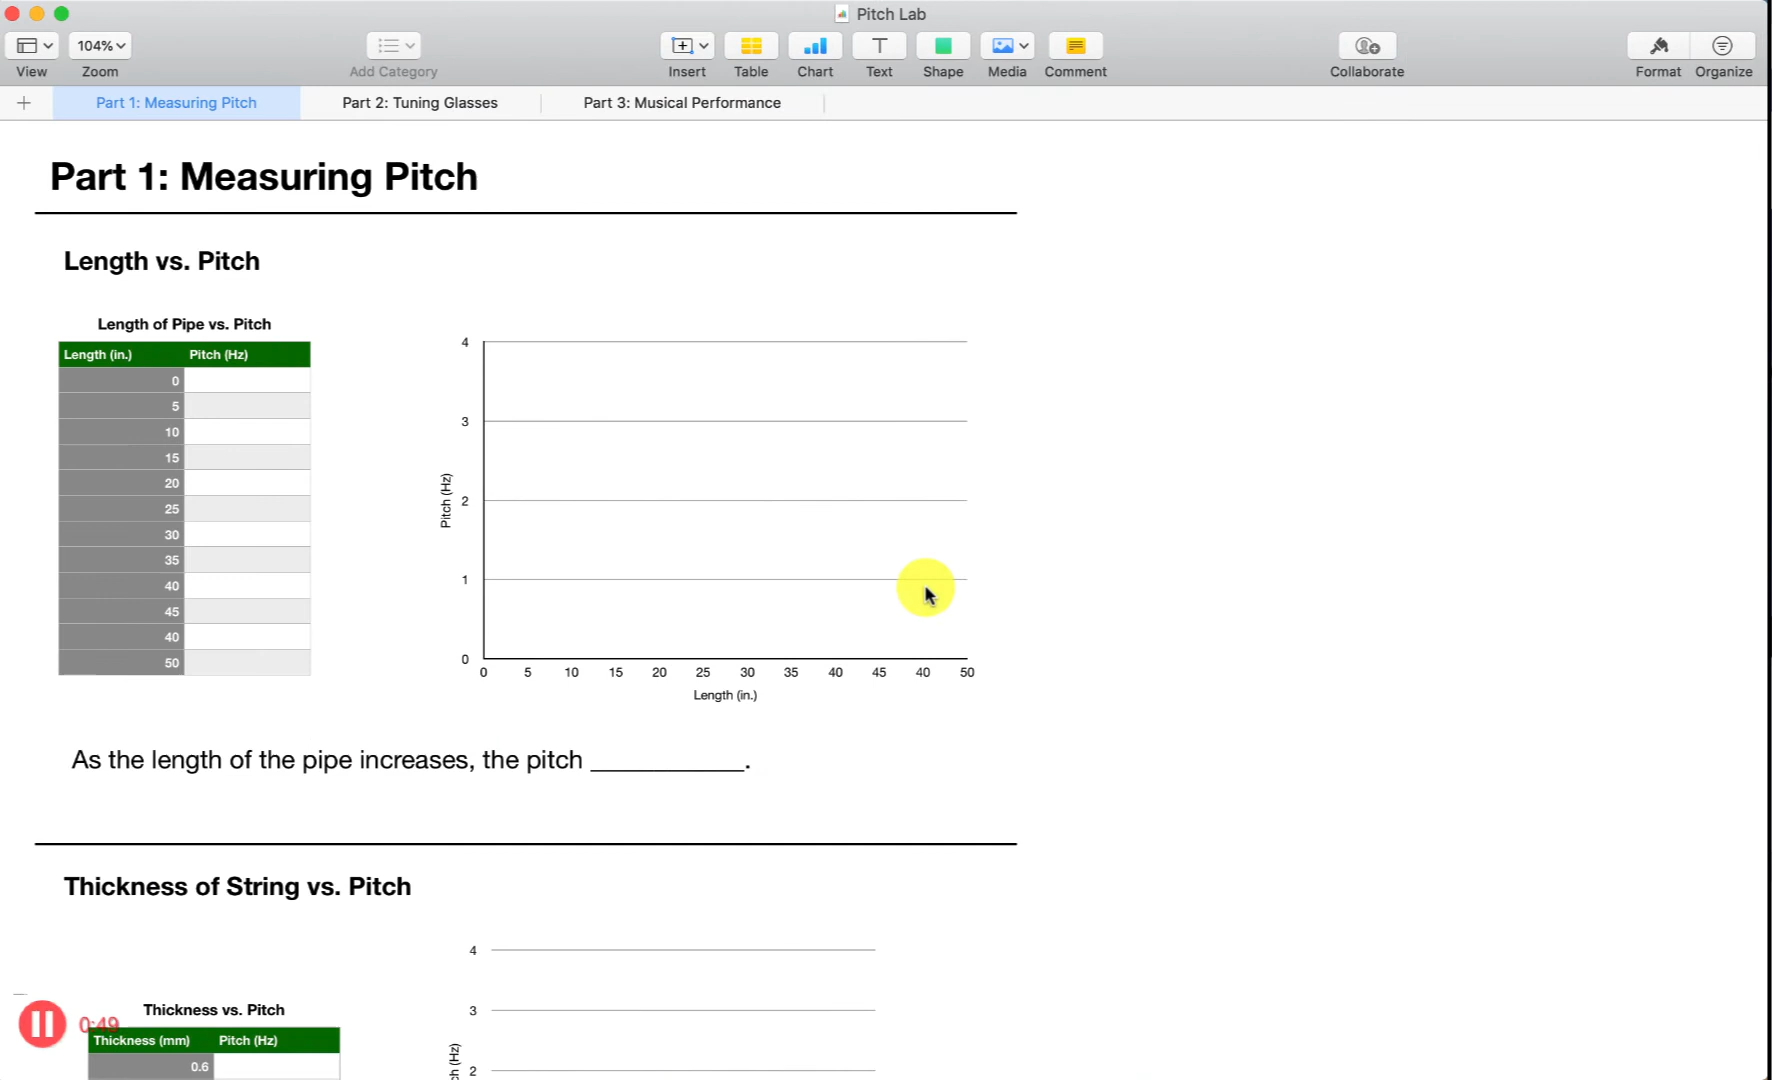 Pitch Lab
104%
View
Zoom
Add Category
Insert
Table
Chart
Text
Shape
Media
Comment
Collaborate
Format
Organize
Part 1: Measuring Pitch
Part 2: Tuning Glasses
Part 3: Musical Performance
Part 1: Measuring Pitch
Length vs. Pitch
Length of Pipe vs. Pitch
Length (in.) Pitch (Hz)
0
5
10
15
20
25
30
35
40
45
40
50
4
3
2
1
0
Pitch (Hz)
0 5 10 15 20 25 30 35 40 45 40 50
Length (in.)
As the length of the pipe increases, the pitch ___________.
Thickness of String vs. Pitch
Thickness vs. Pitch
Thickness (mm) Pitch (Hz)
0.6
4
3
2
ch (Hz)
0:49